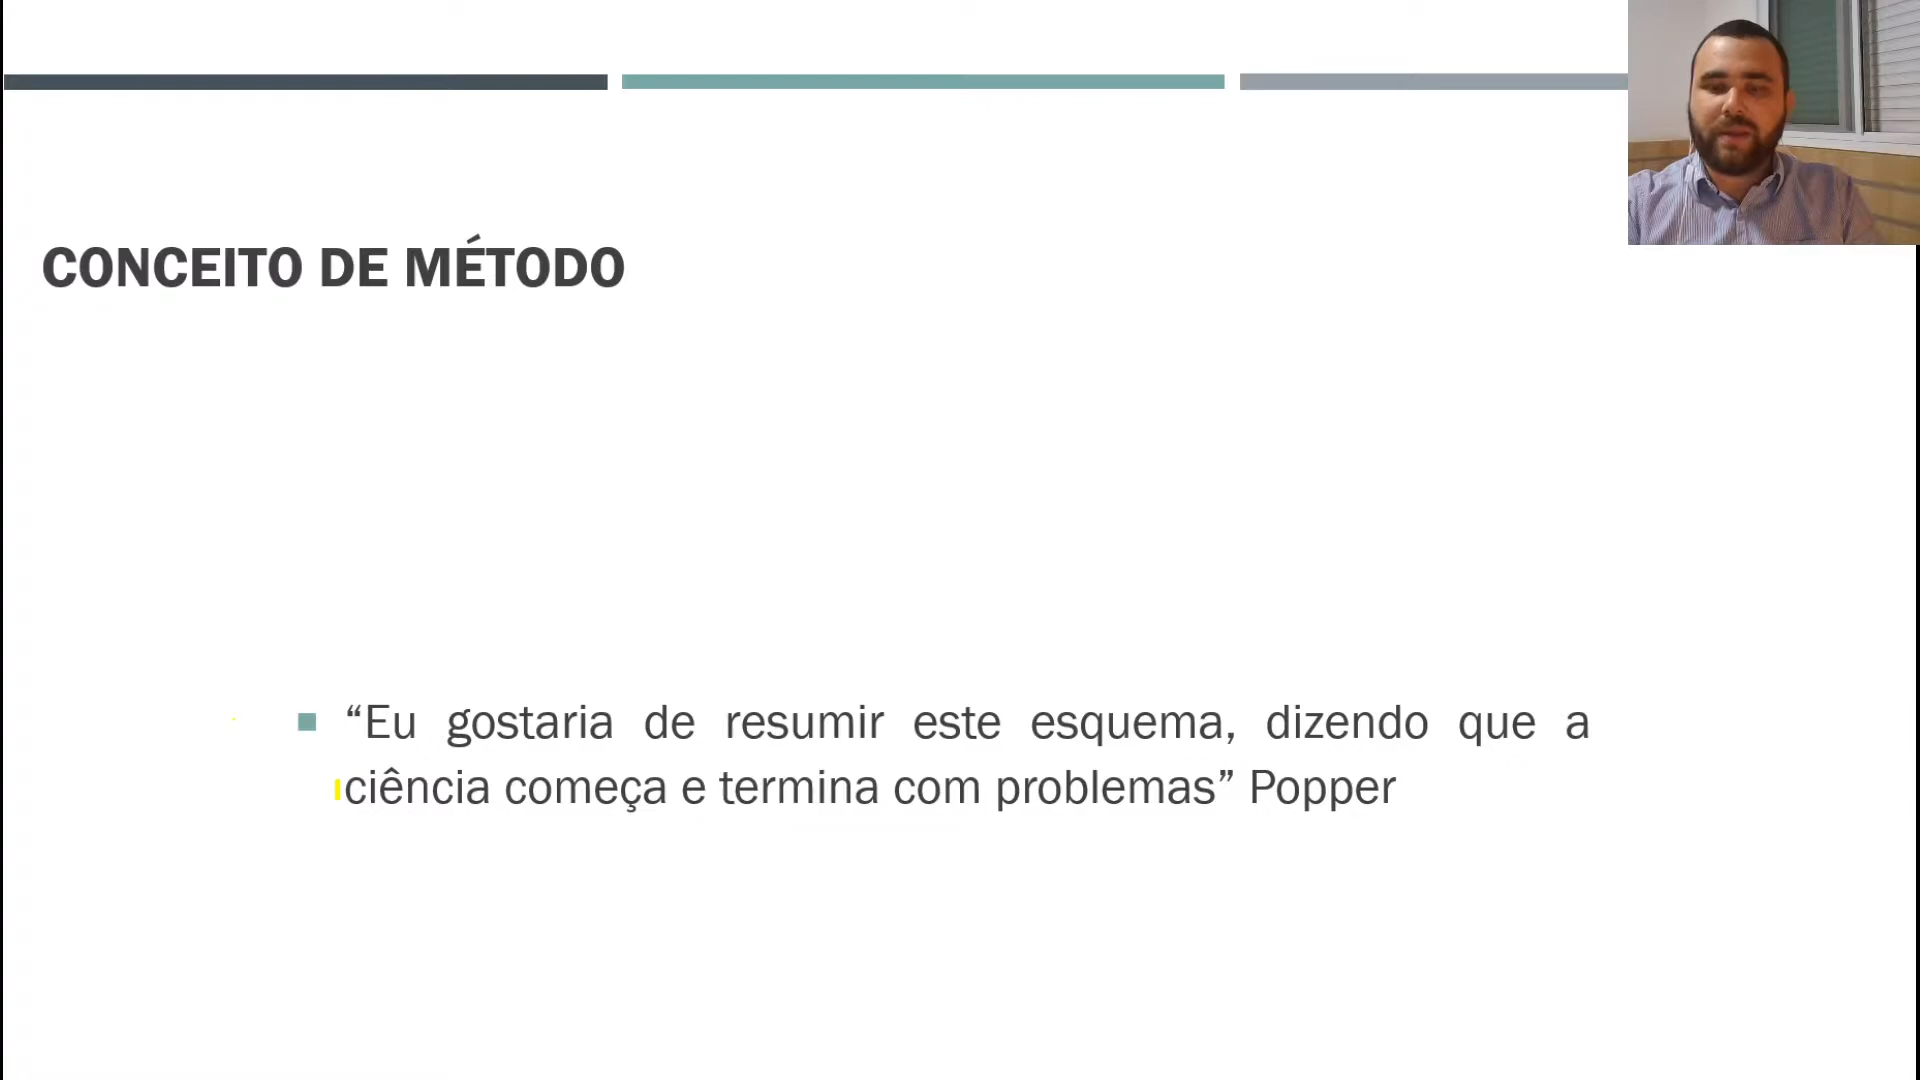 CONCEITO DE MÉTODO
“Eu gostaria de resumir este esquema, dizendo que a
ciência começa e termina com problemas” Popper